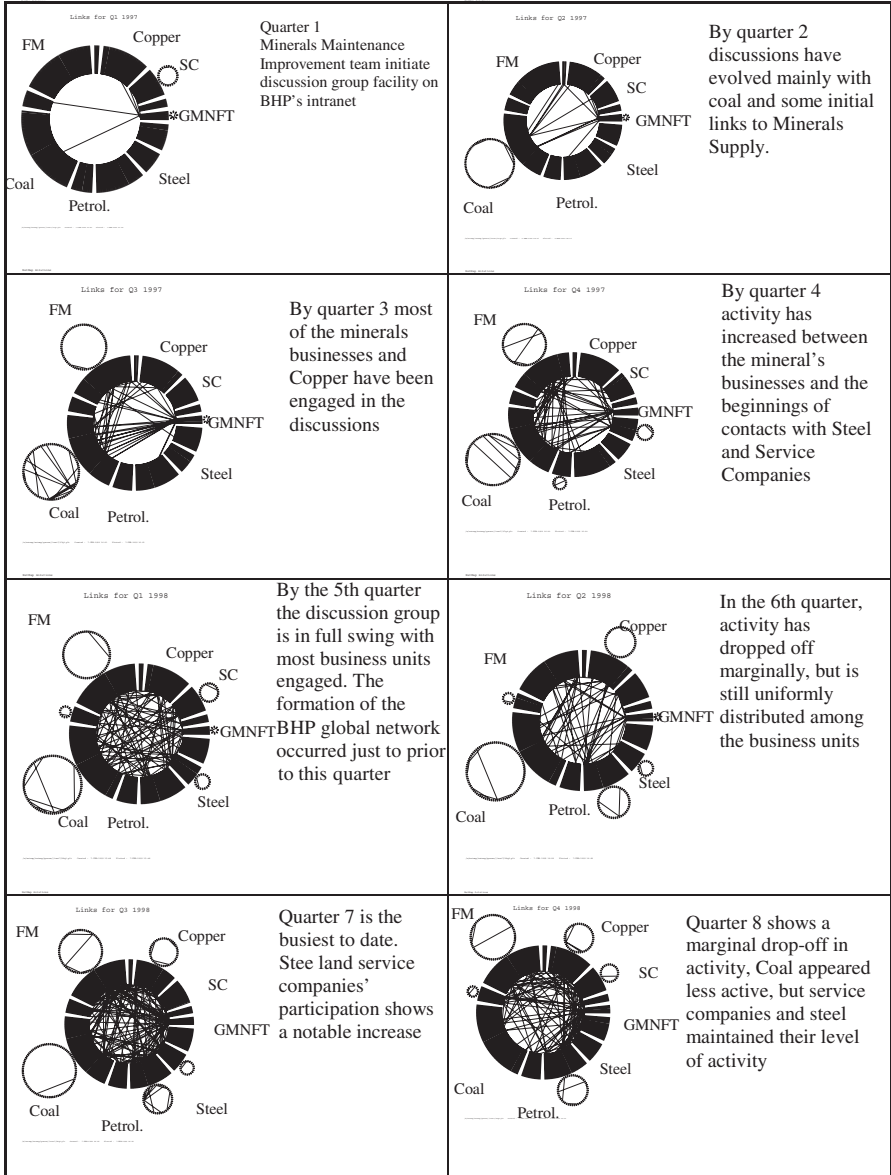 Links for Q1 1997
FM
Copper
SC
GMNFT
Steel
Coal
Petrol.
Quarter 1
Minerals Maintenance
Improvement team initiate
discussion group facility on
BHP's intranet
Links for Q2 1997
FM
Copper
SC
GMNFT
Steel
Coal
Petrol.
By quarter 2
discussions have
evolved mainly with
coal and some initial
links to Minerals
Supply.
Links for Q3 1997
FM
Copper
SC
GMNFT
Steel
Coal
Petrol.
By quarter 3 most
of the minerals
businesses and
Copper have been
engaged in the
discussions
Links for Q4 1997
FM
Copper
SC
GMNFT
Steel
Coal
Petrol.
By quarter 4
activity has
increased between
the mineral's
businesses and the
beginnings of
contacts with Steel
and Service
Companies
Links for Q1 1998
FM
Copper
SC
GMNFT
Steel
Coal
Petrol.
By the 5th quarter
the discussion group
is in full swing with
most business units
engaged. The
formation of the
BHP global network
occurred just to prior
to this quarter
Links for Q2 1998
Copper
FM
GMNFT
Steel
Petrol.
Coal
In the 6th quarter,
activity has
dropped off
marginally, but is
still uniformly
distributed among
the business units
Links for Q3 1998
FM
Copper
SC
GMNFT
Coal
Steel
Petrol.
Quarter 7 is the
busiest to date.
Stee land service
companies'
participation shows
a notable increase
Links for Q4 1998
FM
Copper
SC
GMNFT
Steel
Coal
Petrol.
Quarter 8 shows a
marginal drop-off in
activity, Coal appeared
less active, but service
companies and steel
maintained their level
of activity